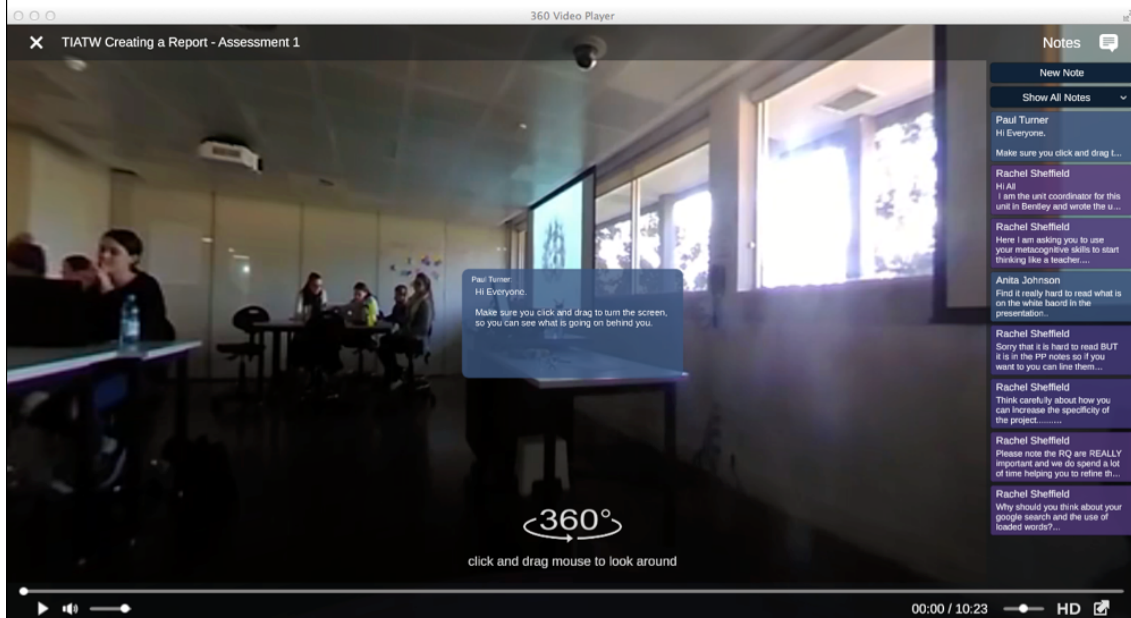 360 Video Player
TIATW Creating a Report - Assessment 1
Notes
New Note
Show All Notes
Paul Turner
Hi Everyone.
Make sure you click and drag t...
Rachel Sheffield
Hi All
I am the unit coordinator for this
unit in Bentley and wrote the u...
Rachel Sheffield
Here I am asking you to use
your metacognitive skills to start
thinking like a teacher....
Anita Johnson
Find it really hard to read what is
on the white baord in the
presentation..
Rachel Sheffield
Sorry that it is hard to read BUT
it is in the PP notes so if you
want to you can line them...
Rachel Sheffield
Think carefully about how you
can Increase the specificity of
the project..........
Rachel Sheffield
Please note the RQ are REALLY
important and we do spend a lot
of time helping you to refine th...
Rachel Sheffield
Why should you think about your
google search and the use of
loaded words?...
Paul Turner:
Hi Everyone.
Make sure you click and drag to turn the screen,
so you can see what is going on behind you.
360°
click and drag mouse to look around
00:00 / 10:23
HD